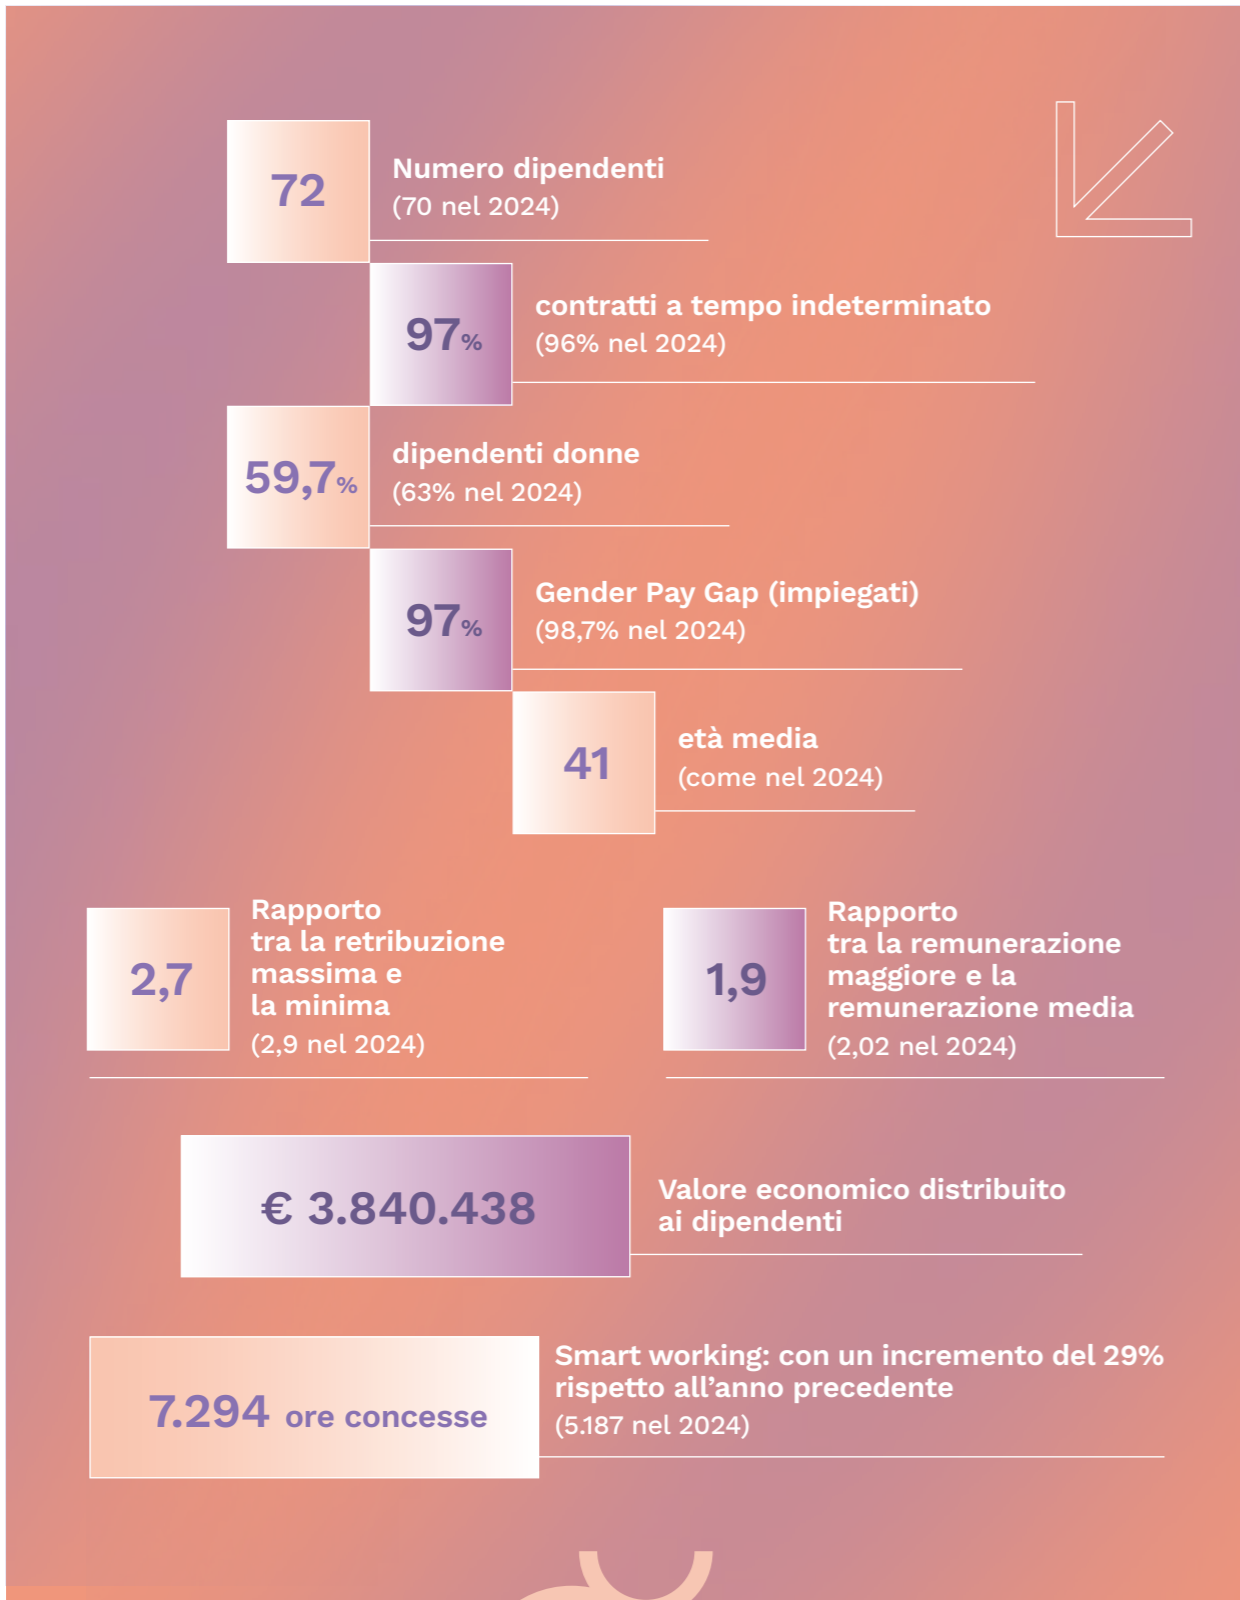 72
Numero dipendenti
(70 nel 2024)
97%
contratti a tempo indeterminato
(96% nel 2024)
59,7%
dipendenti donne
(63% nel 2024)
97%
Gender Pay Gap (impiegati)
(98,7% nel 2024)
41
età media
(come nel 2024)
2,7
Rapporto
tra la retribuzione
massima e
la minima
(2,9 nel 2024)
1,9
Rapporto
tra la remunerazione
maggiore e la
remunerazione media
(2,02 nel 2024)
€ 3.840.438
Valore economico distribuito
ai dipendenti
7.294 ore concesse
Smart working: con un incremento del 29%
rispetto all’anno precedente
(5.187 nel 2024)